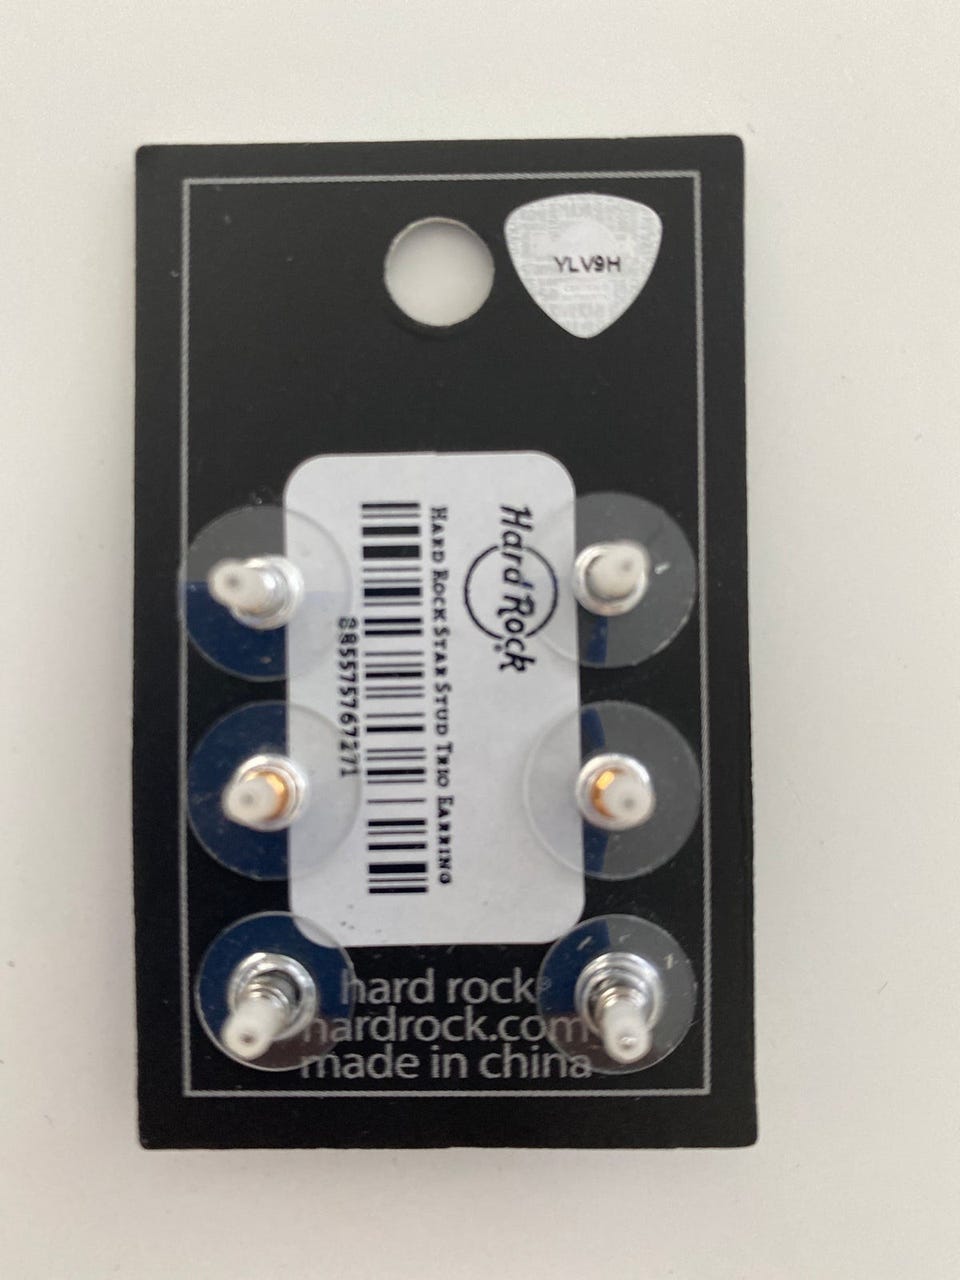 YLV9H
Hard Rock®
HARD ROCK STAR STUD TRIO EARRING
885575767271
hard rock®
hardrock.com
made in china